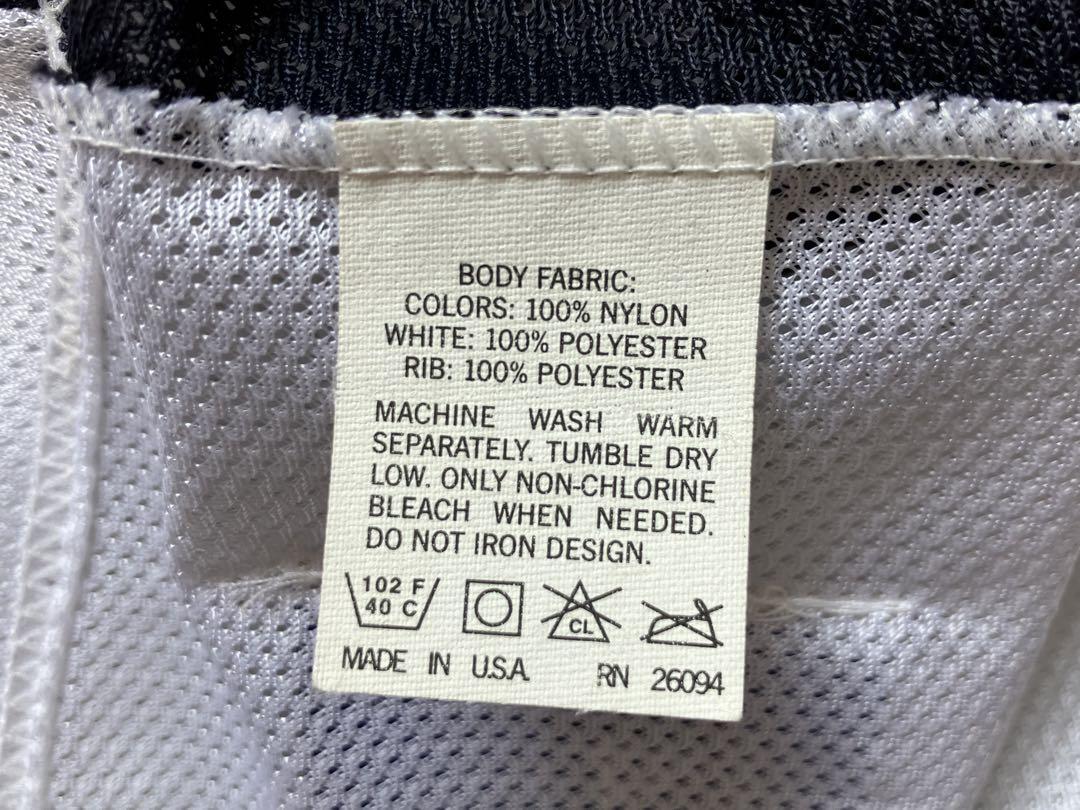 BODY FABRIC:
COLORS: 100% NYLON
WHITE: 100% POLYESTER
RIB: 100% POLYESTER
MACHINE WASH WARM
SEPARATELY. TUMBLE DRY
LOW. ONLY NON-CHLORINE
BLEACH WHEN NEEDED.
DO NOT IRON DESIGN.
102 F
40 C
CL
MADE IN U.S.A. RN 26094